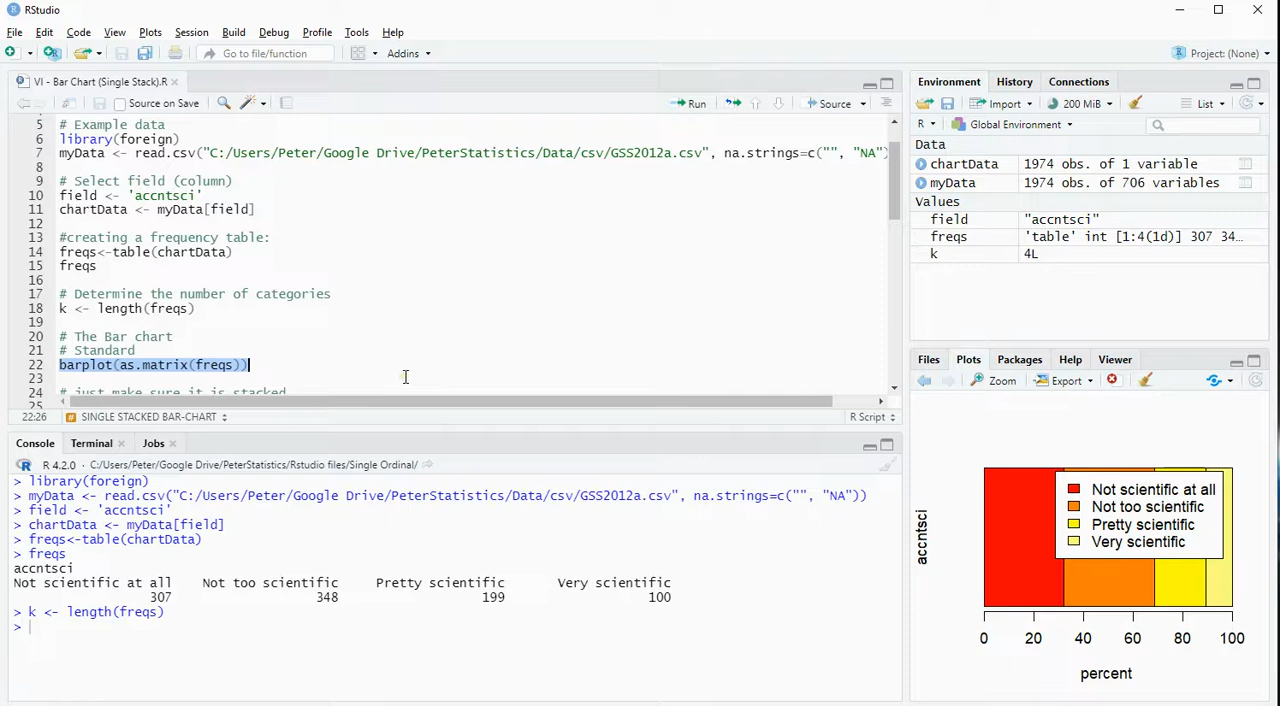 RStudio
File Edit Code View Plots Session Build Debug Profile Tools Help
Go to file/function Addins Project: (None)
VI - Bar Chart (Single Stack).R
Source on Save Run Source
5 # Example data
6 library(foreign)
7 myData <- read.csv("C:/Users/Peter/Google Drive/PeterStatistics/Data/csv/GSS2012a.csv", na.strings=c("", "NA")
8
9 # Select field (column)
10 field <- 'accntsci'
11 chartData <- myData[field]
12
13 #creating a frequency table:
14 freqs<-table(chartData)
15 freqs
16
17 # Determine the number of categories
18 k <- length(freqs)
19
20 # The Bar chart
21 # Standard
22 barplot(as.matrix(freqs))
23
24 # just make sure it is stacked
25
22:26 SINGLE STACKED BAR-CHART R Script
Console Terminal Jobs
R 4.2.0 · C:/Users/Peter/Google Drive/PeterStatistics/Rstudio files/Single Ordinal/
> library(foreign)
> myData <- read.csv("C:/Users/Peter/Google Drive/PeterStatistics/Data/csv/GSS2012a.csv", na.strings=c("", "NA"))
> field <- 'accntsci'
> chartData <- myData[field]
> freqs<-table(chartData)
> freqs
accntsci
Not scientific at all Not too scientific Pretty scientific Very scientific
307 348 199 100
> k <- length(freqs)
>
Environment History Connections
Import 200 MiB List
R Global Environment
Data
chartData 1974 obs. of 1 variable
myData 1974 obs. of 706 variables
Values
field "accntsci"
freqs 'table' int [1:4(1d)] 307 34…
k 4L
Files Plots Packages Help Viewer
Zoom Export
accntsci
Not scientific at all
Not too scientific
Pretty scientific
Very scientific
0 20 40 60 80 100
percent